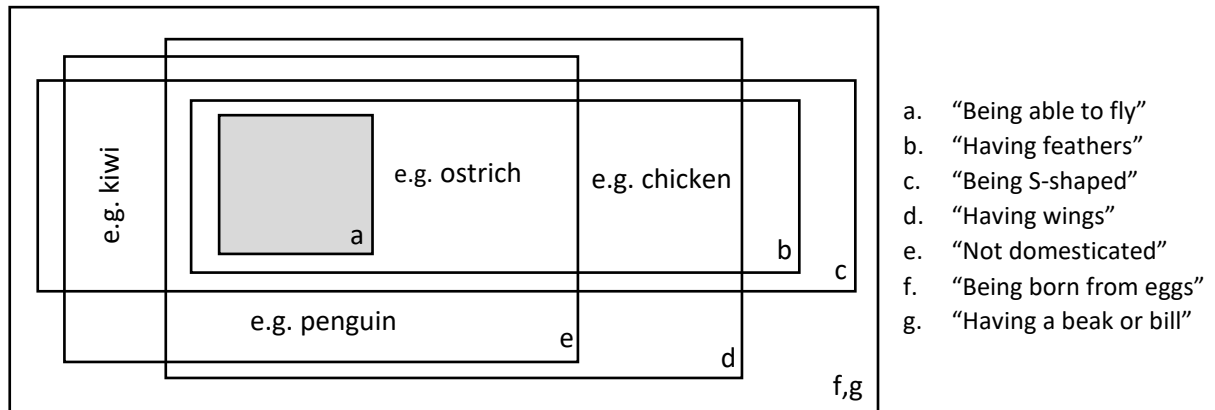 e.g. kiwi
e.g. ostrich
e.g. chicken
a
b
c
e.g. penguin
e
d
f,g
a. “Being able to fly”
b. “Having feathers”
c. “Being S-shaped”
d. “Having wings”
e. “Not domesticated”
f. “Being born from eggs”
g. “Having a beak or bill”